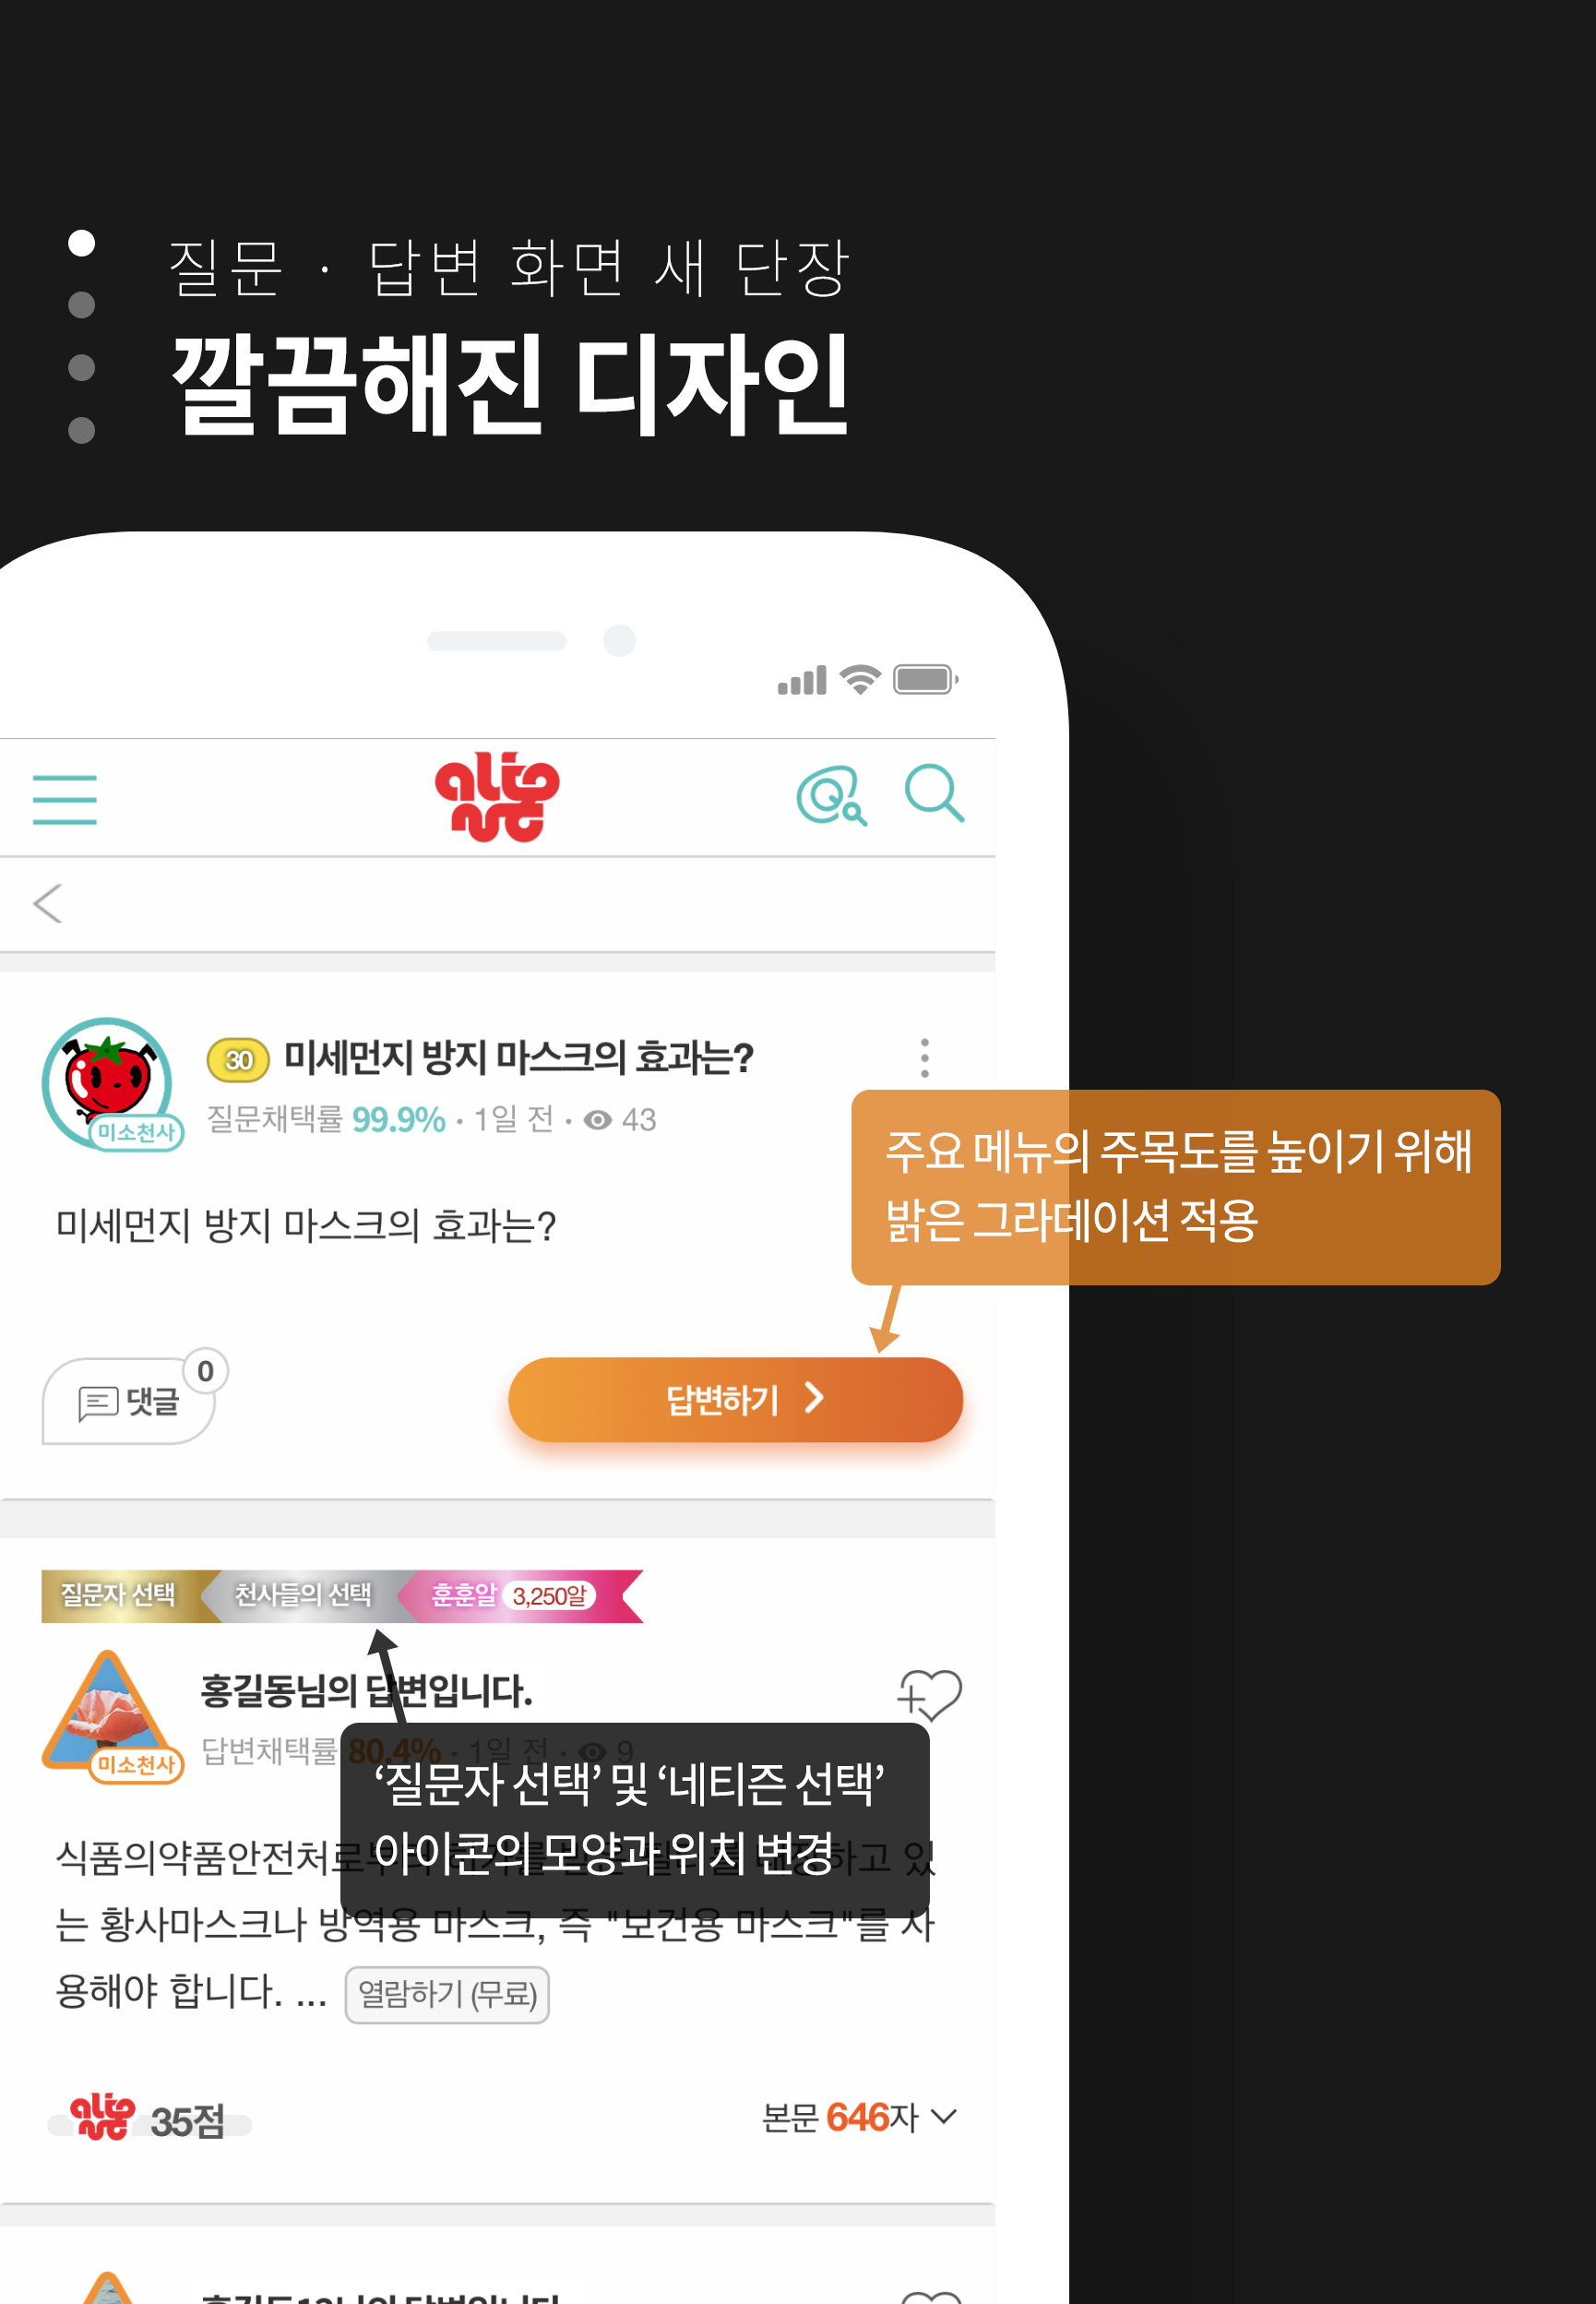 질문 · 답변 화면 새 단장
깔끔해진 디자인
30 미세먼지 방지 마스크의 효과는?
미소천사
질문채택률 99.9% · 1일 전 · 43
미세먼지 방지 마스크의 효과는?
주요 메뉴의 주목도를 높이기 위해
밝은 그라데이션 적용
댓글 0
답변하기
질문자 선택 천사들의 선택 훈훈알 3,250알
홍길동님의 답변입니다.
미소천사
답변채택률 80.4% · 1일 전 · 9
‘질문자 선택’ 및 ‘네티즌 선택’
아이콘의 모양과 위치 변경
식품의약품안전처로부터 하고 있
는 황사마스크나 방역용 마스크, 즉 "보건용 마스크"를 사
용해야 합니다. ... 열람하기 (무료)
35점
본문 646자